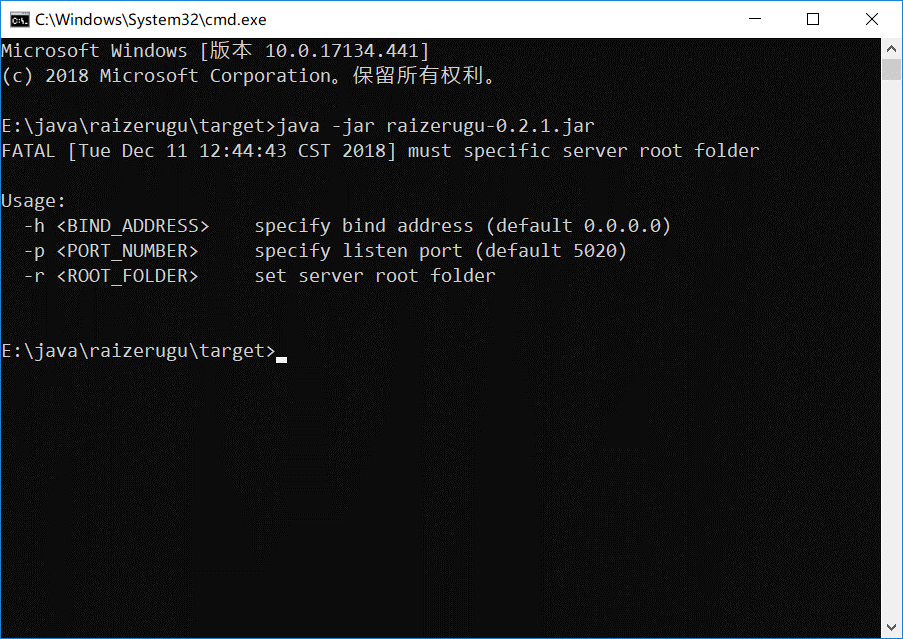 C:\Windows\System32\cmd.exe
Microsoft Windows [版本 10.0.17134.441]
(c) 2018 Microsoft Corporation。保留所有权利。
E:\java\raizerugu\target>java -jar raizerugu-0.2.1.jar
FATAL [Tue Dec 11 12:44:43 CST 2018] must specific server root folder
Usage:
-h <BIND_ADDRESS> specify bind address (default 0.0.0.0)
-p <PORT_NUMBER> specify listen port (default 5020)
-r <ROOT_FOLDER> set server root folder
E:\java\raizerugu\target>